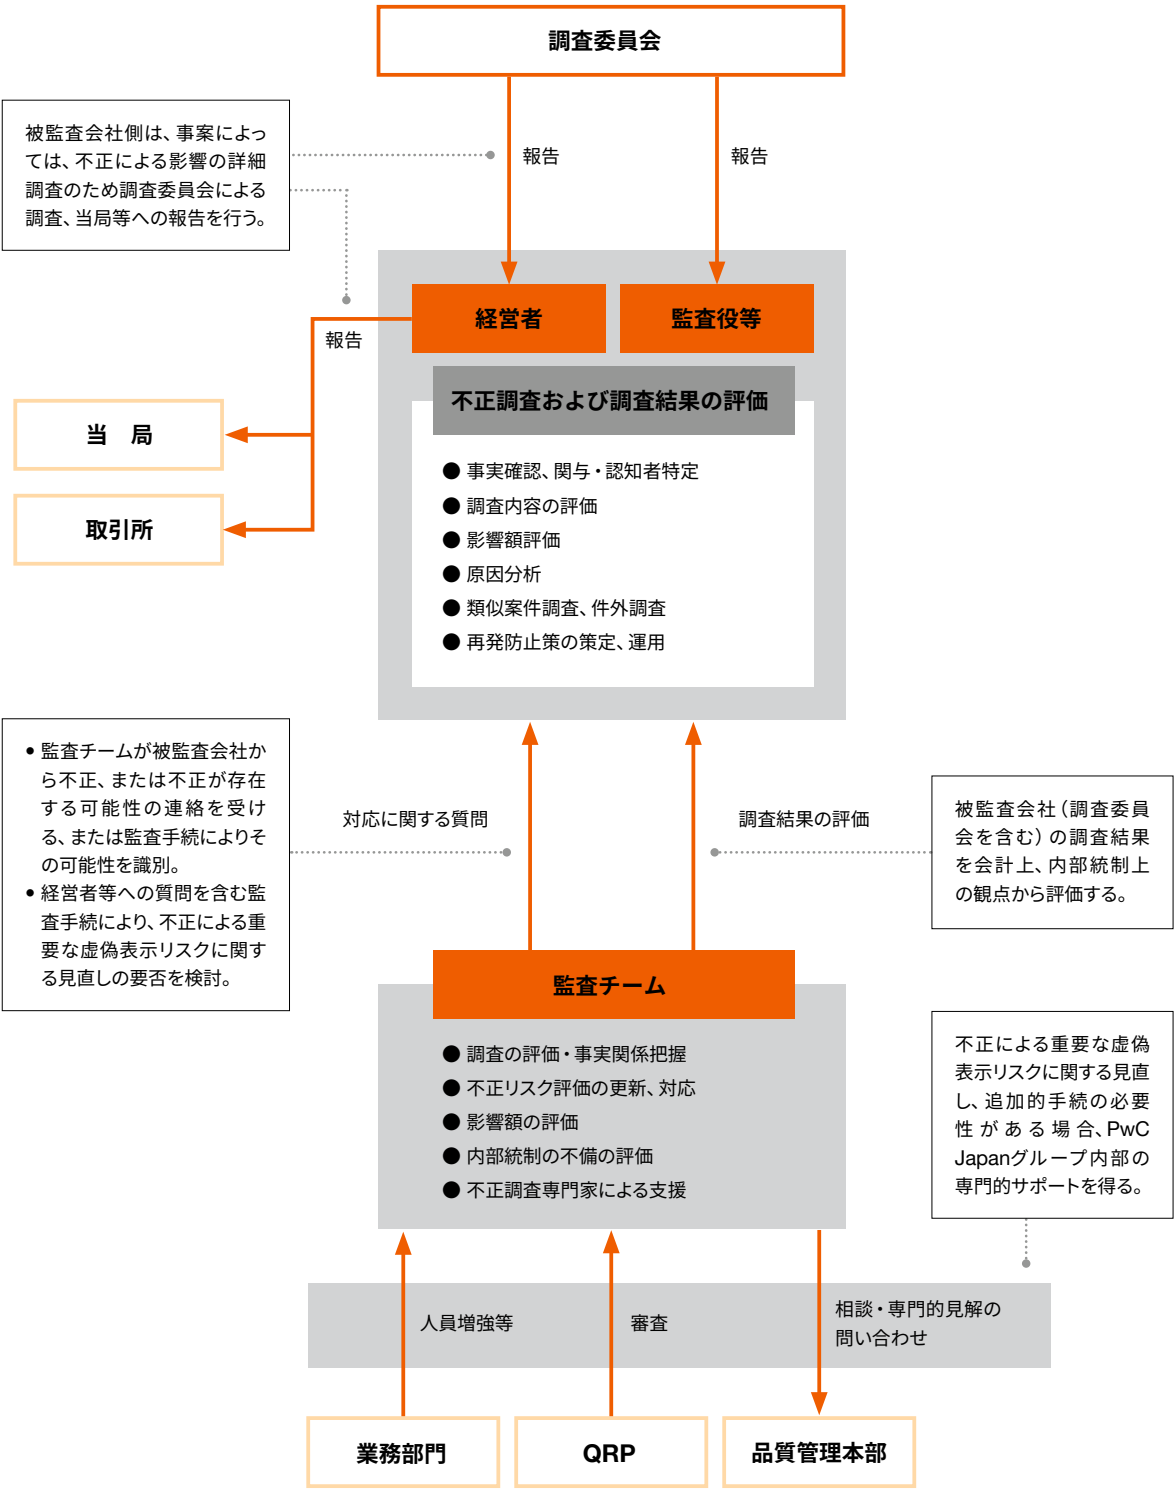 調査委員会
被監査会社側は、事案によっ
ては、不正による影響の詳細
調査のため調査委員会による
調査、当局等への報告を行う。
報告
報告
経営者
監査役等
報告
不正調査および調査結果の評価
当　局
取引所
● 事実確認、関与・認知者特定
● 調査内容の評価
● 影響額評価
● 原因分析
● 類似案件調査、件外調査
● 再発防止策の策定、運用
• 監査チームが被監査会社か
ら不正、または不正が存在
する可能性の連絡を受け
る、または監査手続によりそ
の可能性を識別。
• 経営者等への質問を含む監
査手続により、不正による重
要な虚偽表示リスクに関す
る見直しの要否を検討。
対応に関する質問
調査結果の評価
被監査会社（調査委員
会を含む）の調査結果
を会計上、内部統制上
の観点から評価する。
監査チーム
● 調査の評価・事実関係把握
● 不正リスク評価の更新、対応
● 影響額の評価
● 内部統制の不備の評価
● 不正調査専門家による支援
不正による重要な虚偽
表示リスクに関する見直
し、追加的手続の必要
性がある場合、PwC
Japanグループ内部の
専門的サポートを得る。
人員増強等
審査
相談・専門的見解の
問い合わせ
業務部門
QRP
品質管理本部